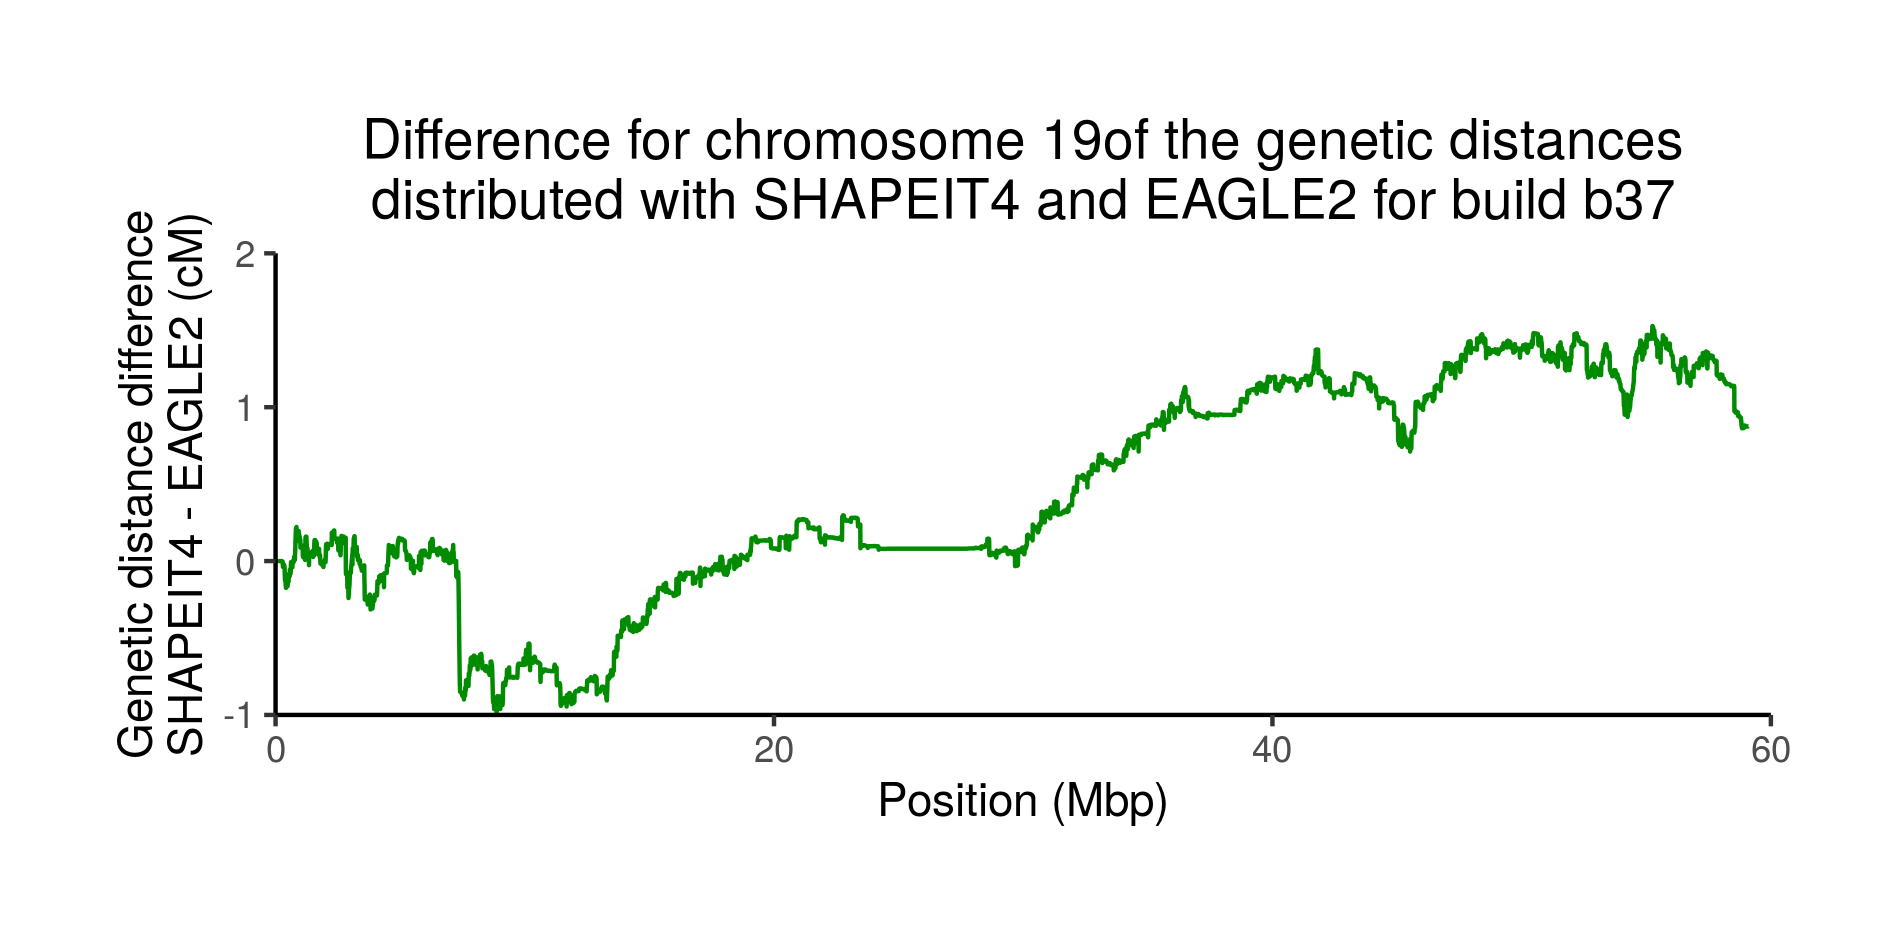 Difference for chromosome 19of the genetic distances
distributed with SHAPEIT4 and EAGLE2 for build b37
Genetic distance difference
SHAPEIT4 - EAGLE2 (cM)
2
1
0
-1
0
20
40
60
Position (Mbp)